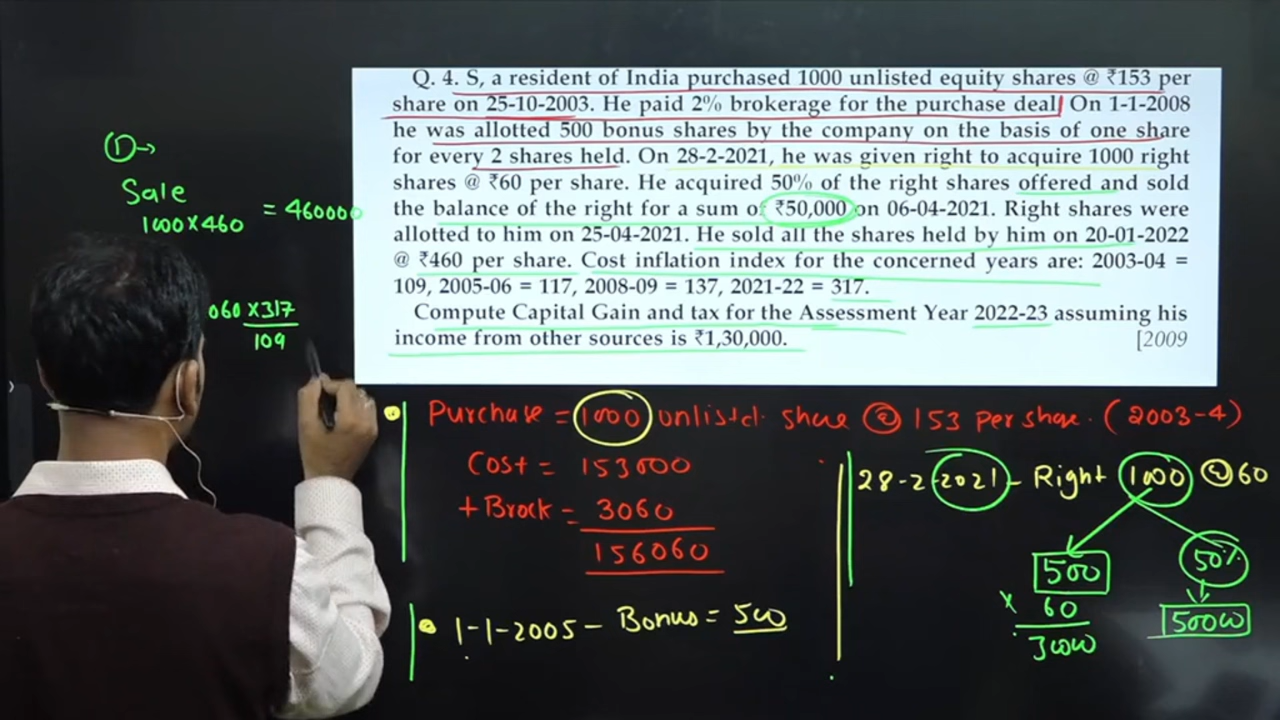 Q. 4. S, a resident of India purchased 1000 unlisted equity shares @ ₹153 per
share on 25-10-2003. He paid 2% brokerage for the purchase deal. On 1-1-2008
he was allotted 500 bonus shares by the company on the basis of one share
for every 2 shares held. On 28-2-2021, he was given right to acquire 1000 right
shares @ ₹60 per share. He acquired 50% of the right shares offered and sold
the balance of the right for a sum of ₹50,000 on 06-04-2021. Right shares were
allotted to him on 25-04-2021. He sold all the shares held by him on 20-01-2022
@ ₹460 per share. Cost inflation index for the concerned years are: 2003-04 =
109, 2005-06 = 117, 2008-09 = 137, 2021-22 = 317.
Compute Capital Gain and tax for the Assessment Year 2022-23 assuming his
income from other sources is ₹1,30,000. [2009
① →
Sale
1000 × 460 = 460000
060 × 317
109
Purchase = 1000 unlistd. share @ 153 per share. (2003-4)
Cost = 153000
+ Brock = 3060
156060
1-1-2005 – Bonus = 500
28-2-2021 – Right 1000 @ 60
500 50%
× 60 50000
30000